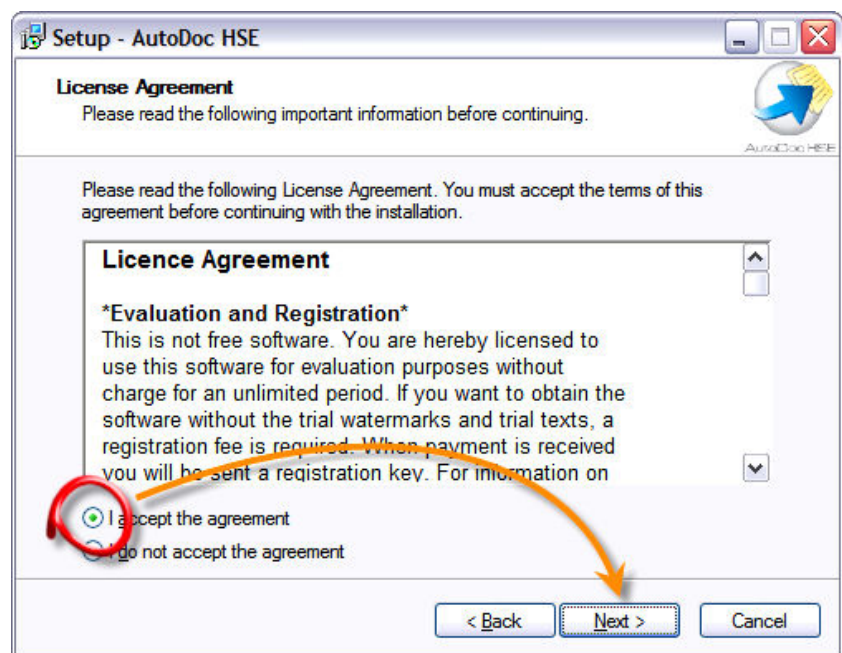 Setup - AutoDoc HSE
License Agreement
Please read the following important information before continuing.
AutoDoc HSE
Please read the following License Agreement. You must accept the terms of this
agreement before continuing with the installation.
Licence Agreement
*Evaluation and Registration*
This is not free software. You are hereby licensed to
use this software for evaluation purposes without
charge for an unlimited period. If you want to obtain the
software without the trial watermarks and trial texts, a
registration fee is required. When payment is received
you will be sent a registration key. For information on
I accept the agreement
I do not accept the agreement
< Back
Next >
Cancel